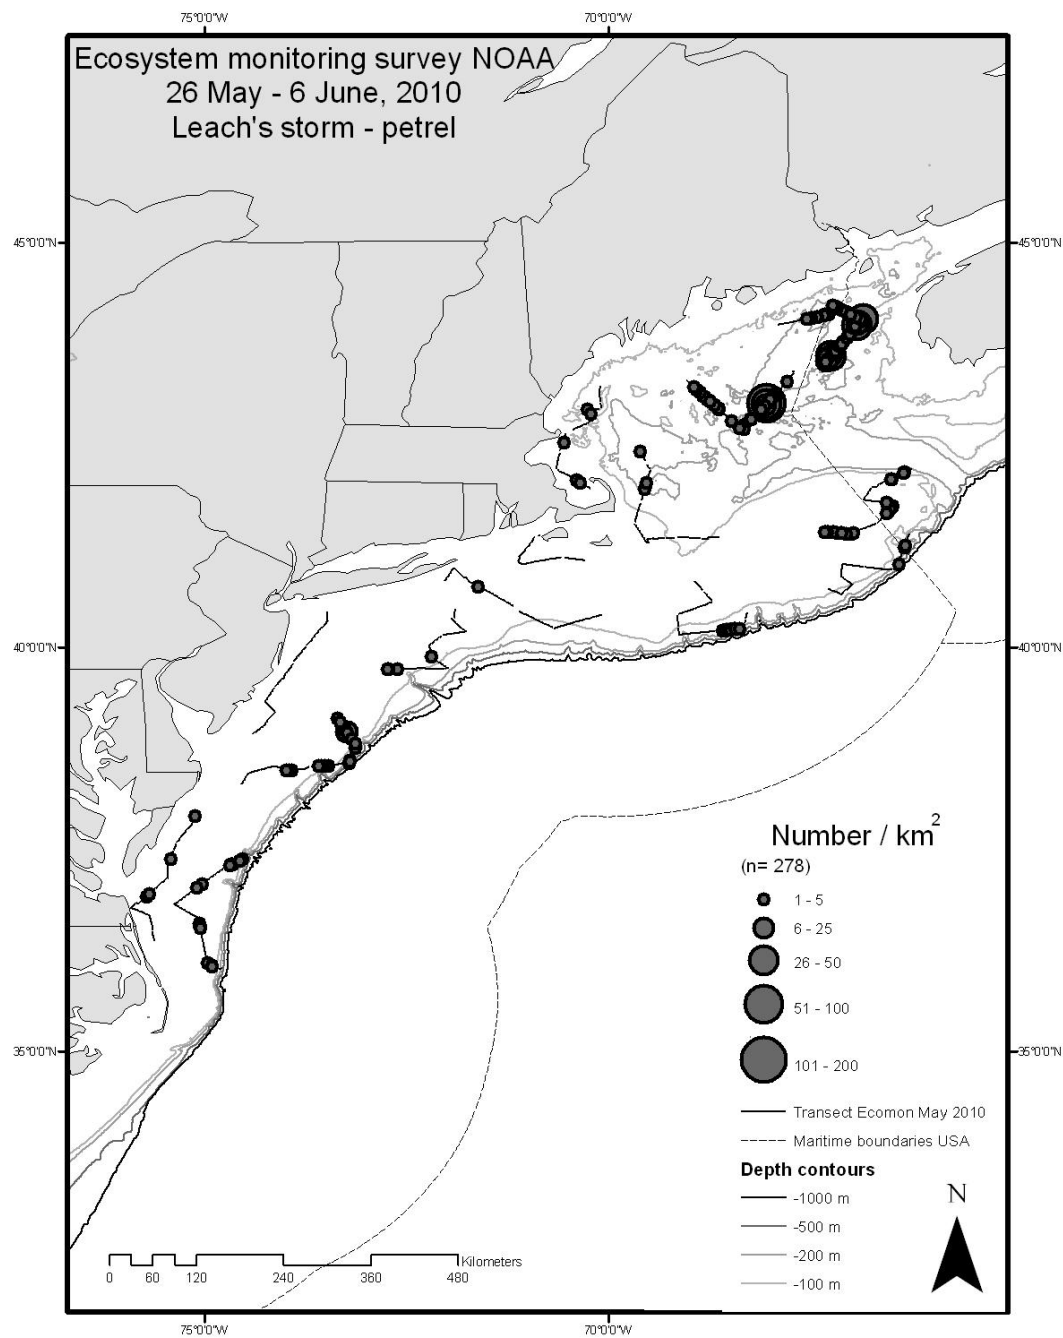 75°0'0"W
70°0'0"W
Ecosystem monitoring survey NOAA
26 May - 6 June, 2010
Leach's storm - petrel
45°0'0"N
45°0'0"N
40°0'0"N
40°0'0"N
Number / km²
(n= 278)
1 - 5
6 - 25
26 - 50
51 - 100
101 - 200
35°0'0"N
35°0'0"N
Transect Ecomon May 2010
Maritime boundaries USA
Depth contours
-1000 m
-500 m
-200 m
-100 m
N
Kilometers
0 60 120 240 360 480
75°0'0"W
70°0'0"W